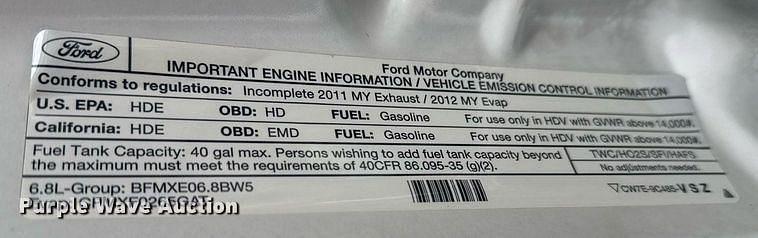 Ford
Ford Motor Company
IMPORTANT ENGINE INFORMATION / VEHICLE EMISSION CONTROL INFORMATION
Conforms to regulations: Incomplete 2011 MY Exhaust / 2012 MY Evap
U.S. EPA: HDE OBD: HD FUEL: Gasoline For use only in HDV with GVWR above 14,000#.
California: HDE OBD: EMD FUEL: Gasoline For use only in HDV with GVWR above 14,000#.
Fuel Tank Capacity: 40 gal max. Persons wishing to add fuel tank capacity beyond
the maximum must meet the requirements of 40CFR 86.095-35 (g)(2).
TWC/HO2S/SFI/HAFS
No adjustments needed.
6.8L-Group: BFMXE06.8BW5
CW7E-9C485-VSZ
Purple Wave Auction